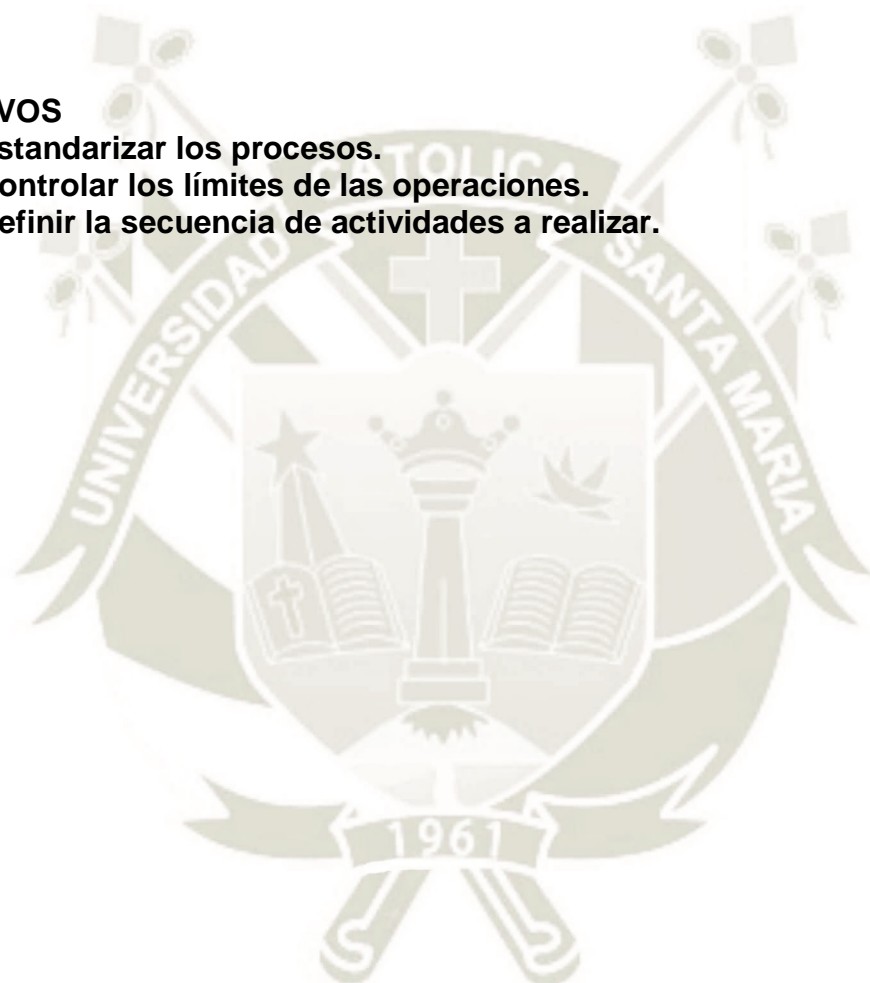 VOS
standarizar los procesos.
ontrolar los límites de las operaciones.
efinir la secuencia de actividades a realizar.
UNIVERSIDAD CATOLICA SANTA MARIA
1961